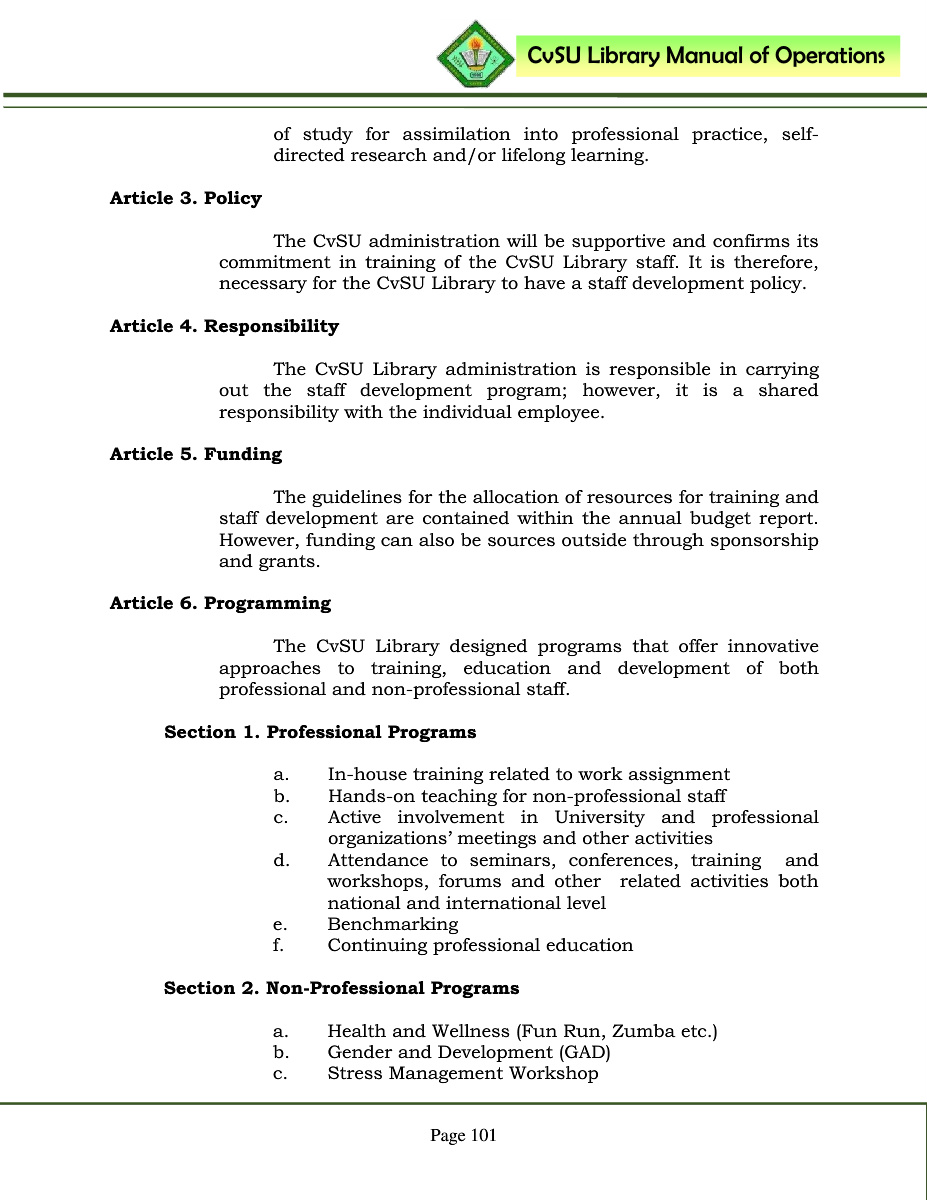 CvSU Library Manual of Operations
of study for assimilation into professional practice, self-
directed research and/or lifelong learning.
Article 3. Policy
The CvSU administration will be supportive and confirms its
commitment in training of the CvSU Library staff. It is therefore,
necessary for the CvSU Library to have a staff development policy.
Article 4. Responsibility
The CvSU Library administration is responsible in carrying
out the staff development program; however, it is a shared
responsibility with the individual employee.
Article 5. Funding
The guidelines for the allocation of resources for training and
staff development are contained within the annual budget report.
However, funding can also be sources outside through sponsorship
and grants.
Article 6. Programming
The CvSU Library designed programs that offer innovative
approaches to training, education and development of both
professional and non-professional staff.
Section 1. Professional Programs
a. In-house training related to work assignment
b. Hands-on teaching for non-professional staff
c. Active involvement in University and professional
organizations’ meetings and other activities
d. Attendance to seminars, conferences, training and
workshops, forums and other related activities both
national and international level
e. Benchmarking
f. Continuing professional education
Section 2. Non-Professional Programs
a. Health and Wellness (Fun Run, Zumba etc.)
b. Gender and Development (GAD)
c. Stress Management Workshop
Page 101